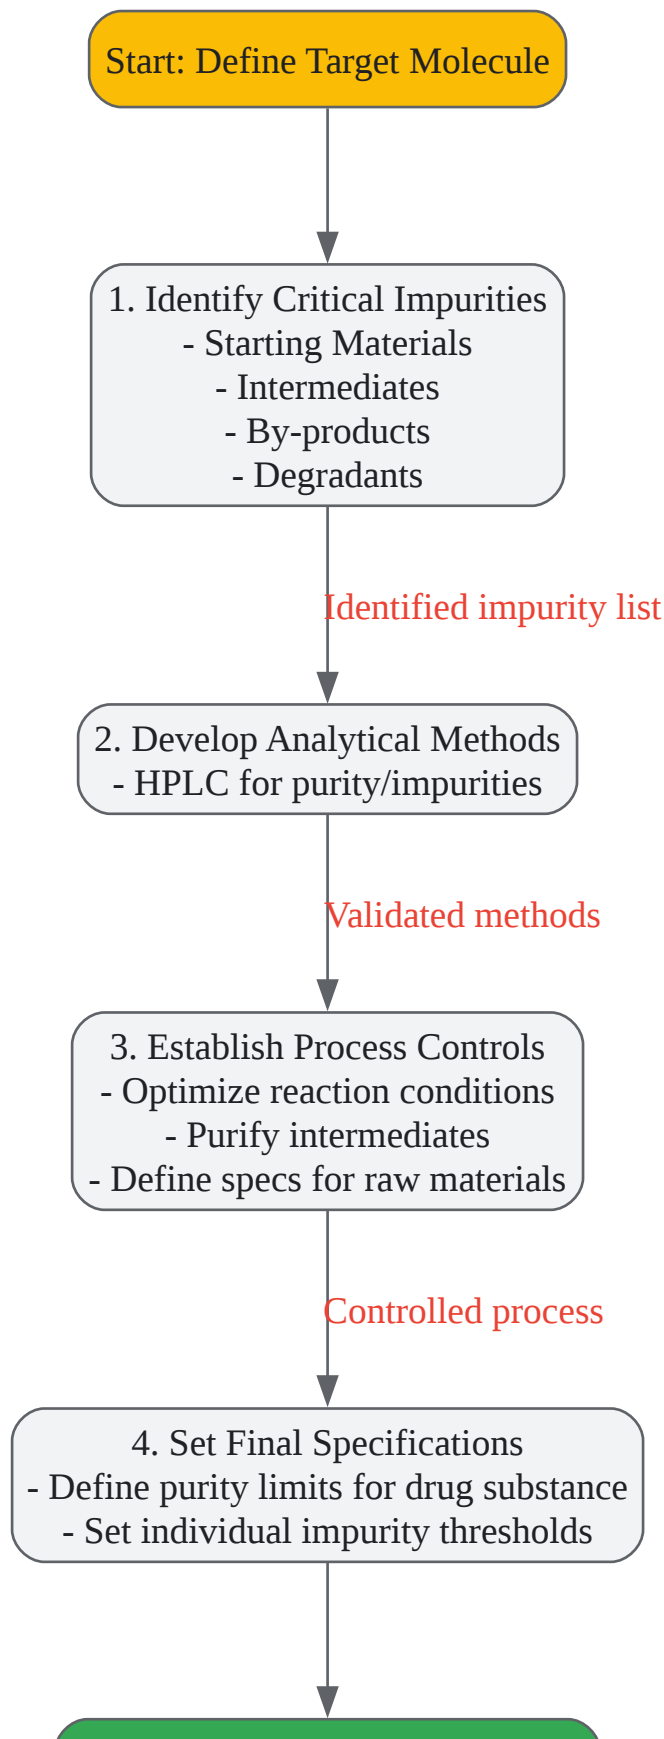 Start: Define Target Molecule
1. Identify Critical Impurities
- Starting Materials
- Intermediates
- By-products
- Degradants
Identified impurity list
2. Develop Analytical Methods
- HPLC for purity/impurities
Validated methods
3. Establish Process Controls
- Optimize reaction conditions
- Purify intermediates
- Define specs for raw materials
Controlled process
4. Set Final Specifications
- Define purity limits for drug substance
- Set individual impurity thresholds